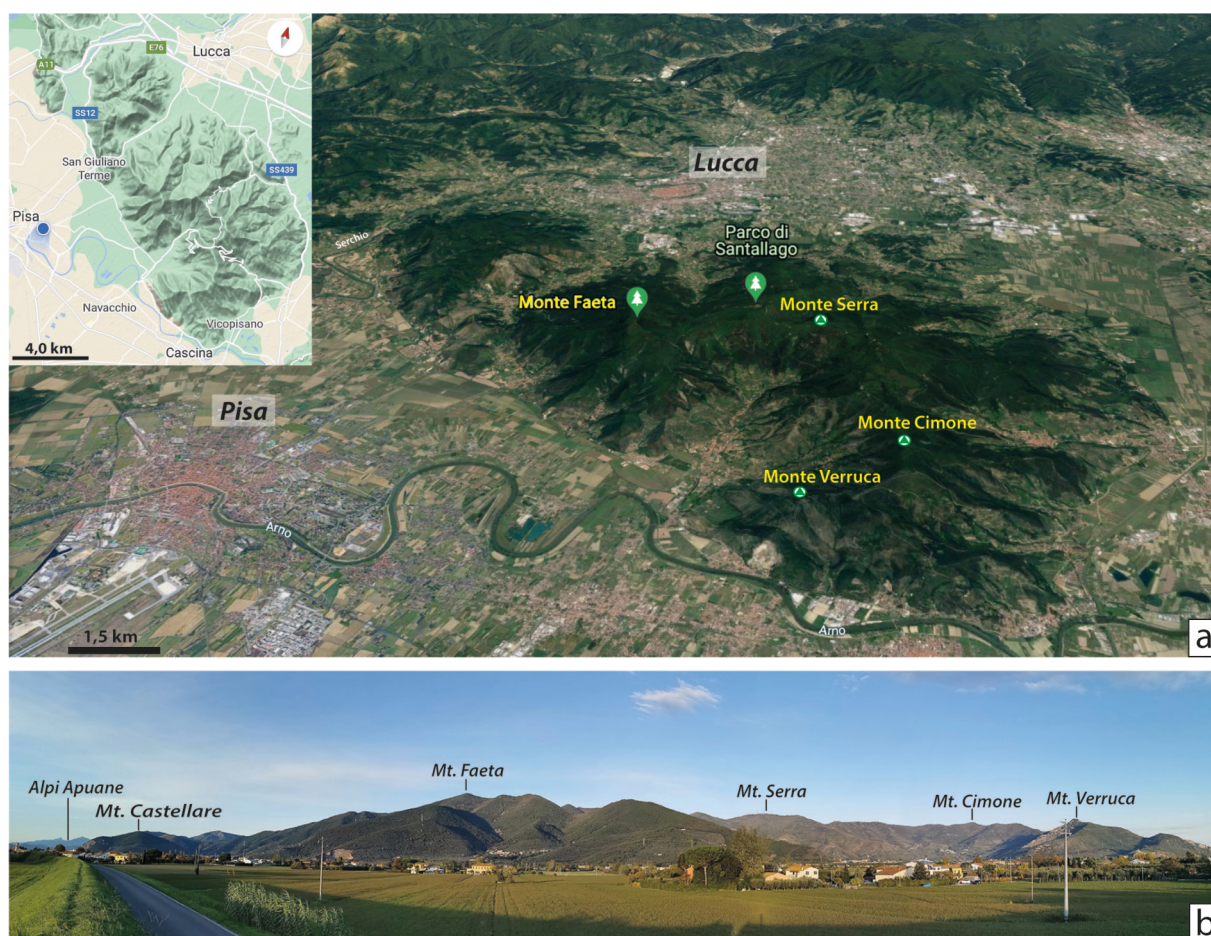 Lucca
E76
A11
SS12
San Giuliano
Terme
SS439
Pisa
Navacchio
Vicopisano
Cascina
4,0 km
Lucca
Serchio
Parco di
Santallago
Monte Faeta
Monte Serra
Pisa
Monte Cimone
Monte Verruca
Arno
1,5 km
Arno
a
Mt. Faeta
Alpi Apuane
Mt. Castellare
Mt. Serra
Mt. Cimone
Mt. Verruca
b